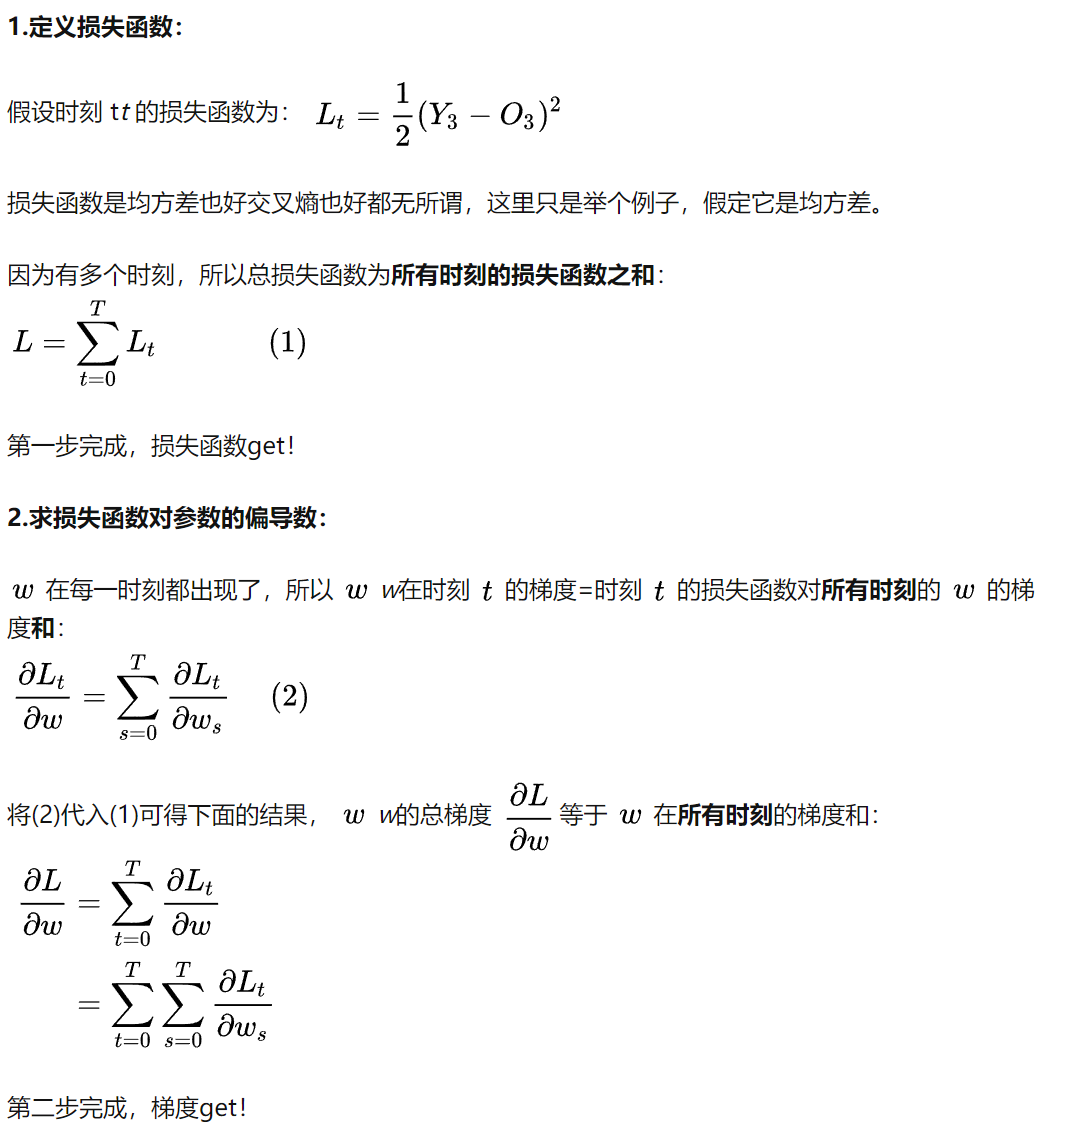 1.定义损失函数：
假设时刻 tt 的损失函数为： L_t = \frac{1}{2}(Y_3 - O_3)^2
损失函数是均方差也好交叉熵也好都无所谓，这里只是举个例子，假定它是均方差。
因为有多个时刻，所以总损失函数为所有时刻的损失函数之和：
L = \sum_{t=0}^{T} L_t (1)
第一步完成，损失函数get！
2.求损失函数对参数的偏导数：
w 在每一时刻都出现了，所以 w w在时刻 t 的梯度=时刻 t 的损失函数对所有时刻的 w 的梯
度和：
\frac{\partial L_t}{\partial w} = \sum_{s=0}^{T} \frac{\partial L_t}{\partial w_s} (2)
将(2)代入(1)可得下面的结果， w w的总梯度 \frac{\partial L}{\partial w} 等于 w 在所有时刻的梯度和：
\frac{\partial L}{\partial w} = \sum_{t=0}^{T} \frac{\partial L_t}{\partial w}
= \sum_{t=0}^{T} \sum_{s=0}^{T} \frac{\partial L_t}{\partial w_s}
第二步完成，梯度get！